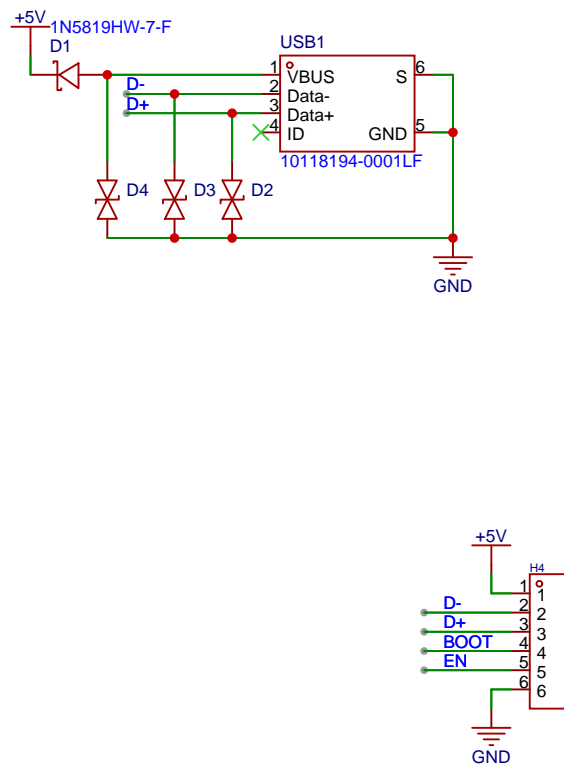 +5V
1N5819HW-7-F
D1
USB1
D-
D+
1
2
3
4
VBUS
Data-
Data+
ID
S
GND
6
5
10118194-0001LF
D4
D3
D2
GND
+5V
H4
D-
D+
BOOT
EN
1
2
3
4
5
6
1
2
3
4
5
6
GND